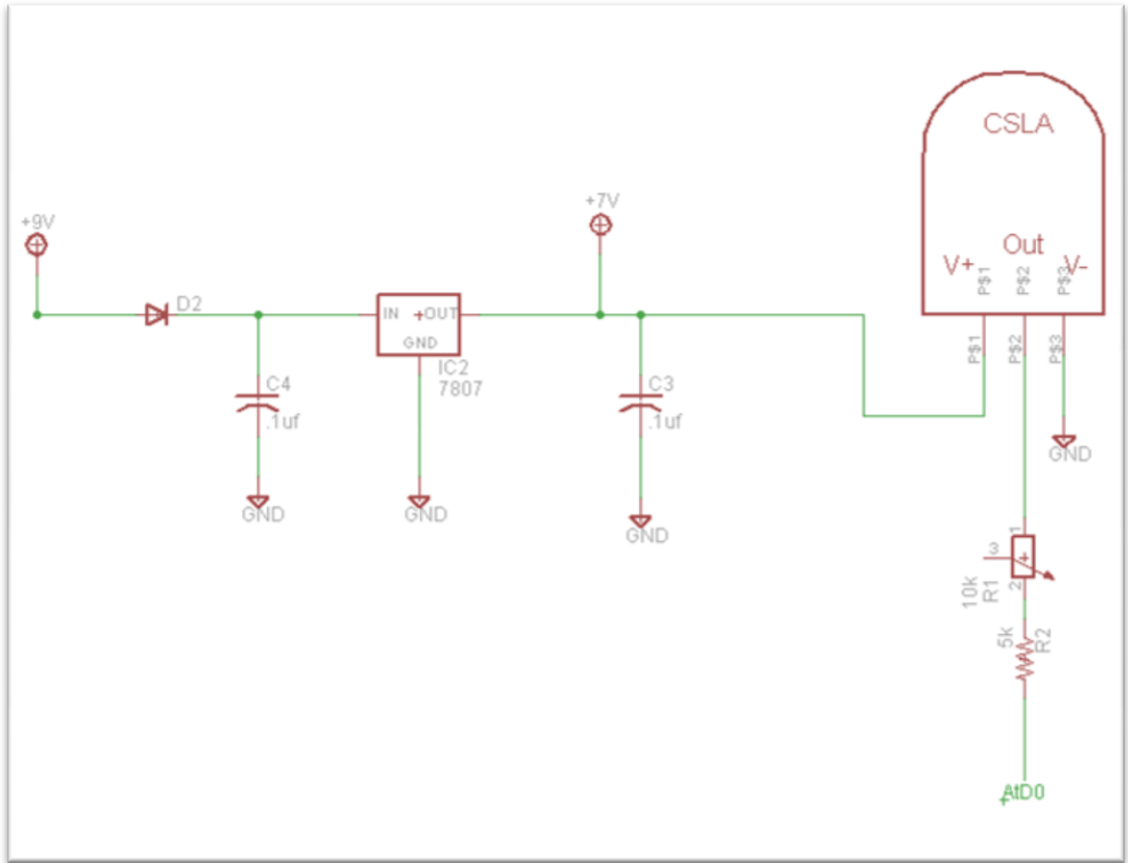 CSLA
+9V
+7V
Out
V+
V-
P$1
P$2
P$3
D2
IN
+OUT
GND
IC2
7807
C4
.1uf
C3
.1uf
P$1
P$2
P$3
GND
GND
GND
GND
1
3
2
10k
R1
5k
R2
AtD0